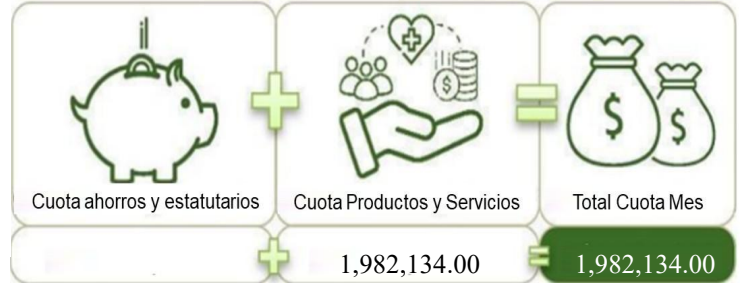 Cuota ahorros y estatutarios
Cuota Productos y Servicios
Total Cuota Mes
1,982,134.00
1,982,134.00